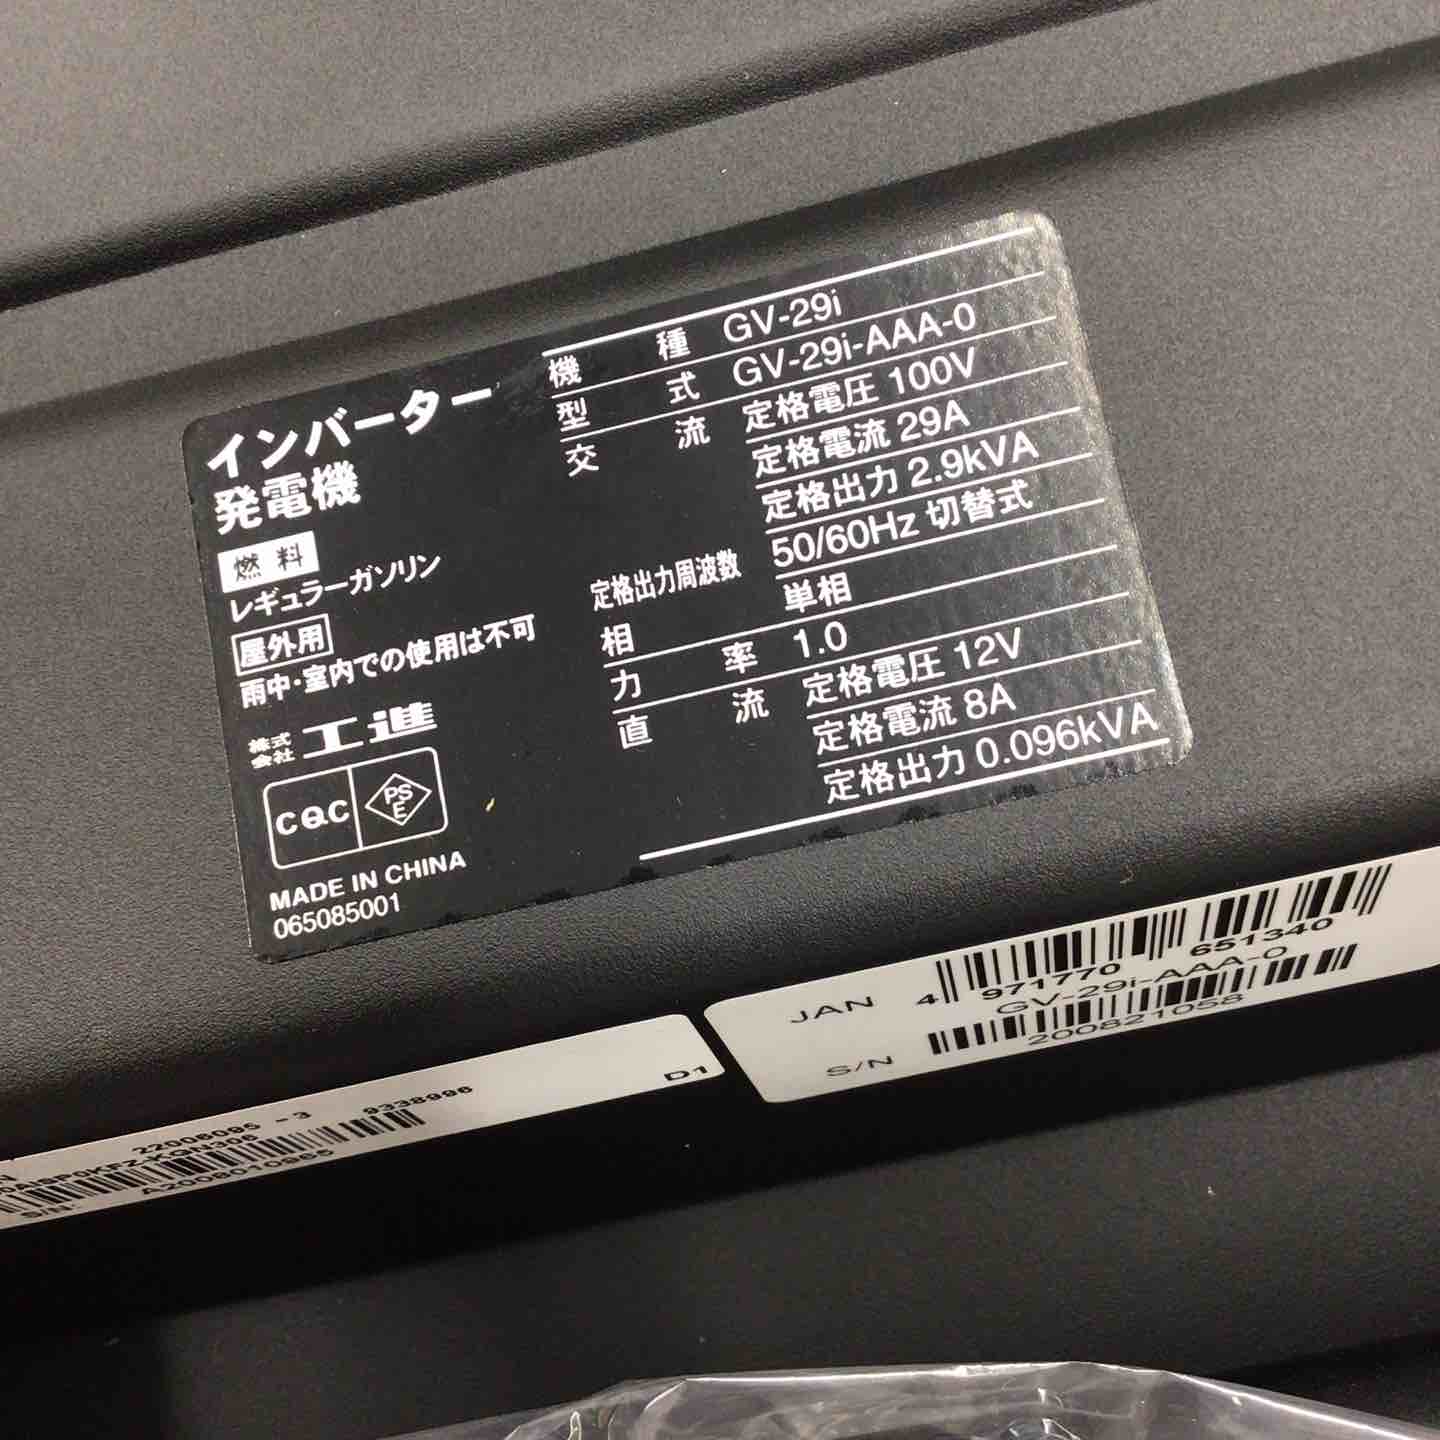 インバーター
発電機
燃料
レギュラーガソリン
屋外用
雨中・室内での使用は不可
株式会社 工進
CQC PSE
MADE IN CHINA
065085001
機種 GV-29i
型式 GV-29i-AAA-0
交流 定格電圧 100V
定格電流 29A
定格出力 2.9kVA
定格出力周波数 50/60Hz 切替式
相 単相
力率 1.0
直流 定格電圧 12V
定格電流 8A
定格出力 0.096kVA
JAN 4 971770 651340
GV-29i-AAA-0
S/N 200821058
D1
22006095 -3 9338996
S/N: